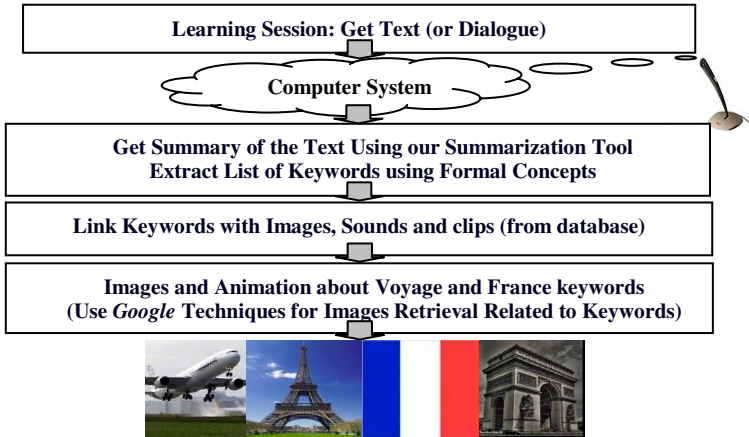 Learning Session: Get Text (or Dialogue)
Computer System
Get Summary of the Text Using our Summarization Tool
Extract List of Keywords using Formal Concepts
Link Keywords with Images, Sounds and clips (from database)
Images and Animation about Voyage and France keywords
(Use Google Techniques for Images Retrieval Related to Keywords)